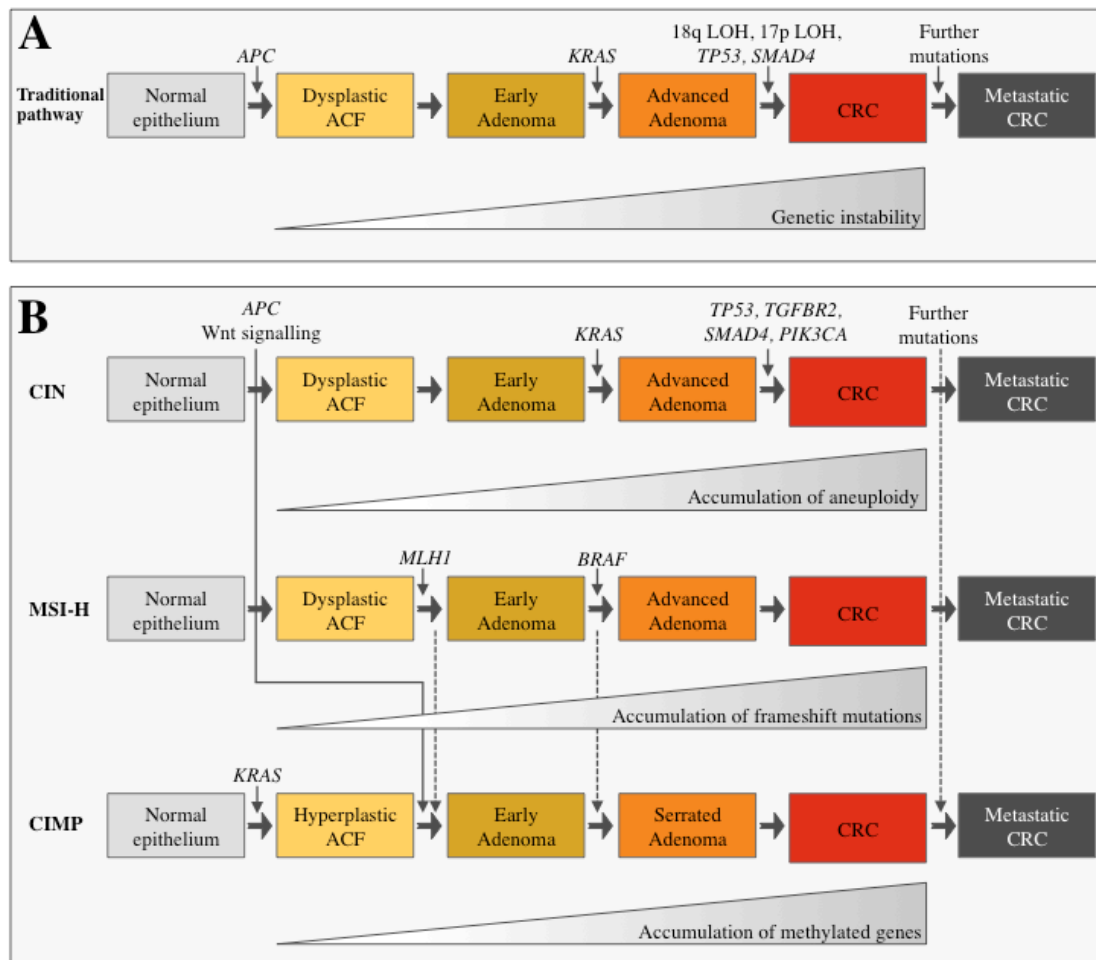 A
18q LOH, 17p LOH,
Further
APC
KRAS
TP53, SMAD4
mutations
Traditional
pathway
Normal
epithelium
Dysplastic
ACF
Early
Adenoma
Advanced
Adenoma
CRC
Metastatic
CRC
Genetic instability
B
APC
Wnt signalling
KRAS
TP53, TGFBR2,
SMAD4, PIK3CA
Further
mutations
CIN
Normal
epithelium
Dysplastic
ACF
Early
Adenoma
Advanced
Adenoma
CRC
Metastatic
CRC
Accumulation of aneuploidy
MLH1
BRAF
MSI-H
Normal
epithelium
Dysplastic
ACF
Early
Adenoma
Advanced
Adenoma
CRC
Metastatic
CRC
Accumulation of frameshift mutations
KRAS
CIMP
Normal
epithelium
Hyperplastic
ACF
Early
Adenoma
Serrated
Adenoma
CRC
Metastatic
CRC
Accumulation of methylated genes